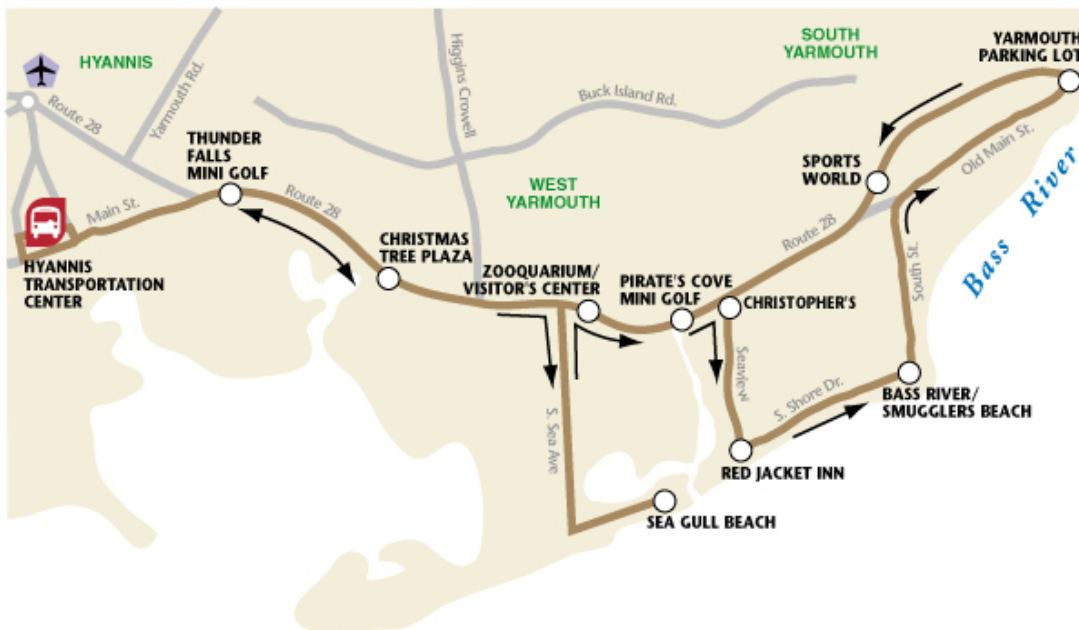 HYANNIS
Route 28
Yarmouth Rd.
Higgins Crowell
SOUTH
YARMOUTH
YARMOUTH
PARKING LOT
Buck Island Rd.
THUNDER
FALLS
MINI GOLF
Main St.
Route 28
WEST
YARMOUTH
SPORTS
WORLD
Old Main St.
Bass River
HYANNIS
TRANSPORTATION
CENTER
CHRISTMAS
TREE PLAZA
ZOOQUARIUM/
VISITOR'S CENTER
PIRATE'S COVE
MINI GOLF
Route 28
CHRISTOPHER'S
South St.
Seaview
S. Shore Dr.
BASS RIVER/
SMUGGLERS BEACH
S. Sea Ave
RED JACKET INN
SEA GULL BEACH